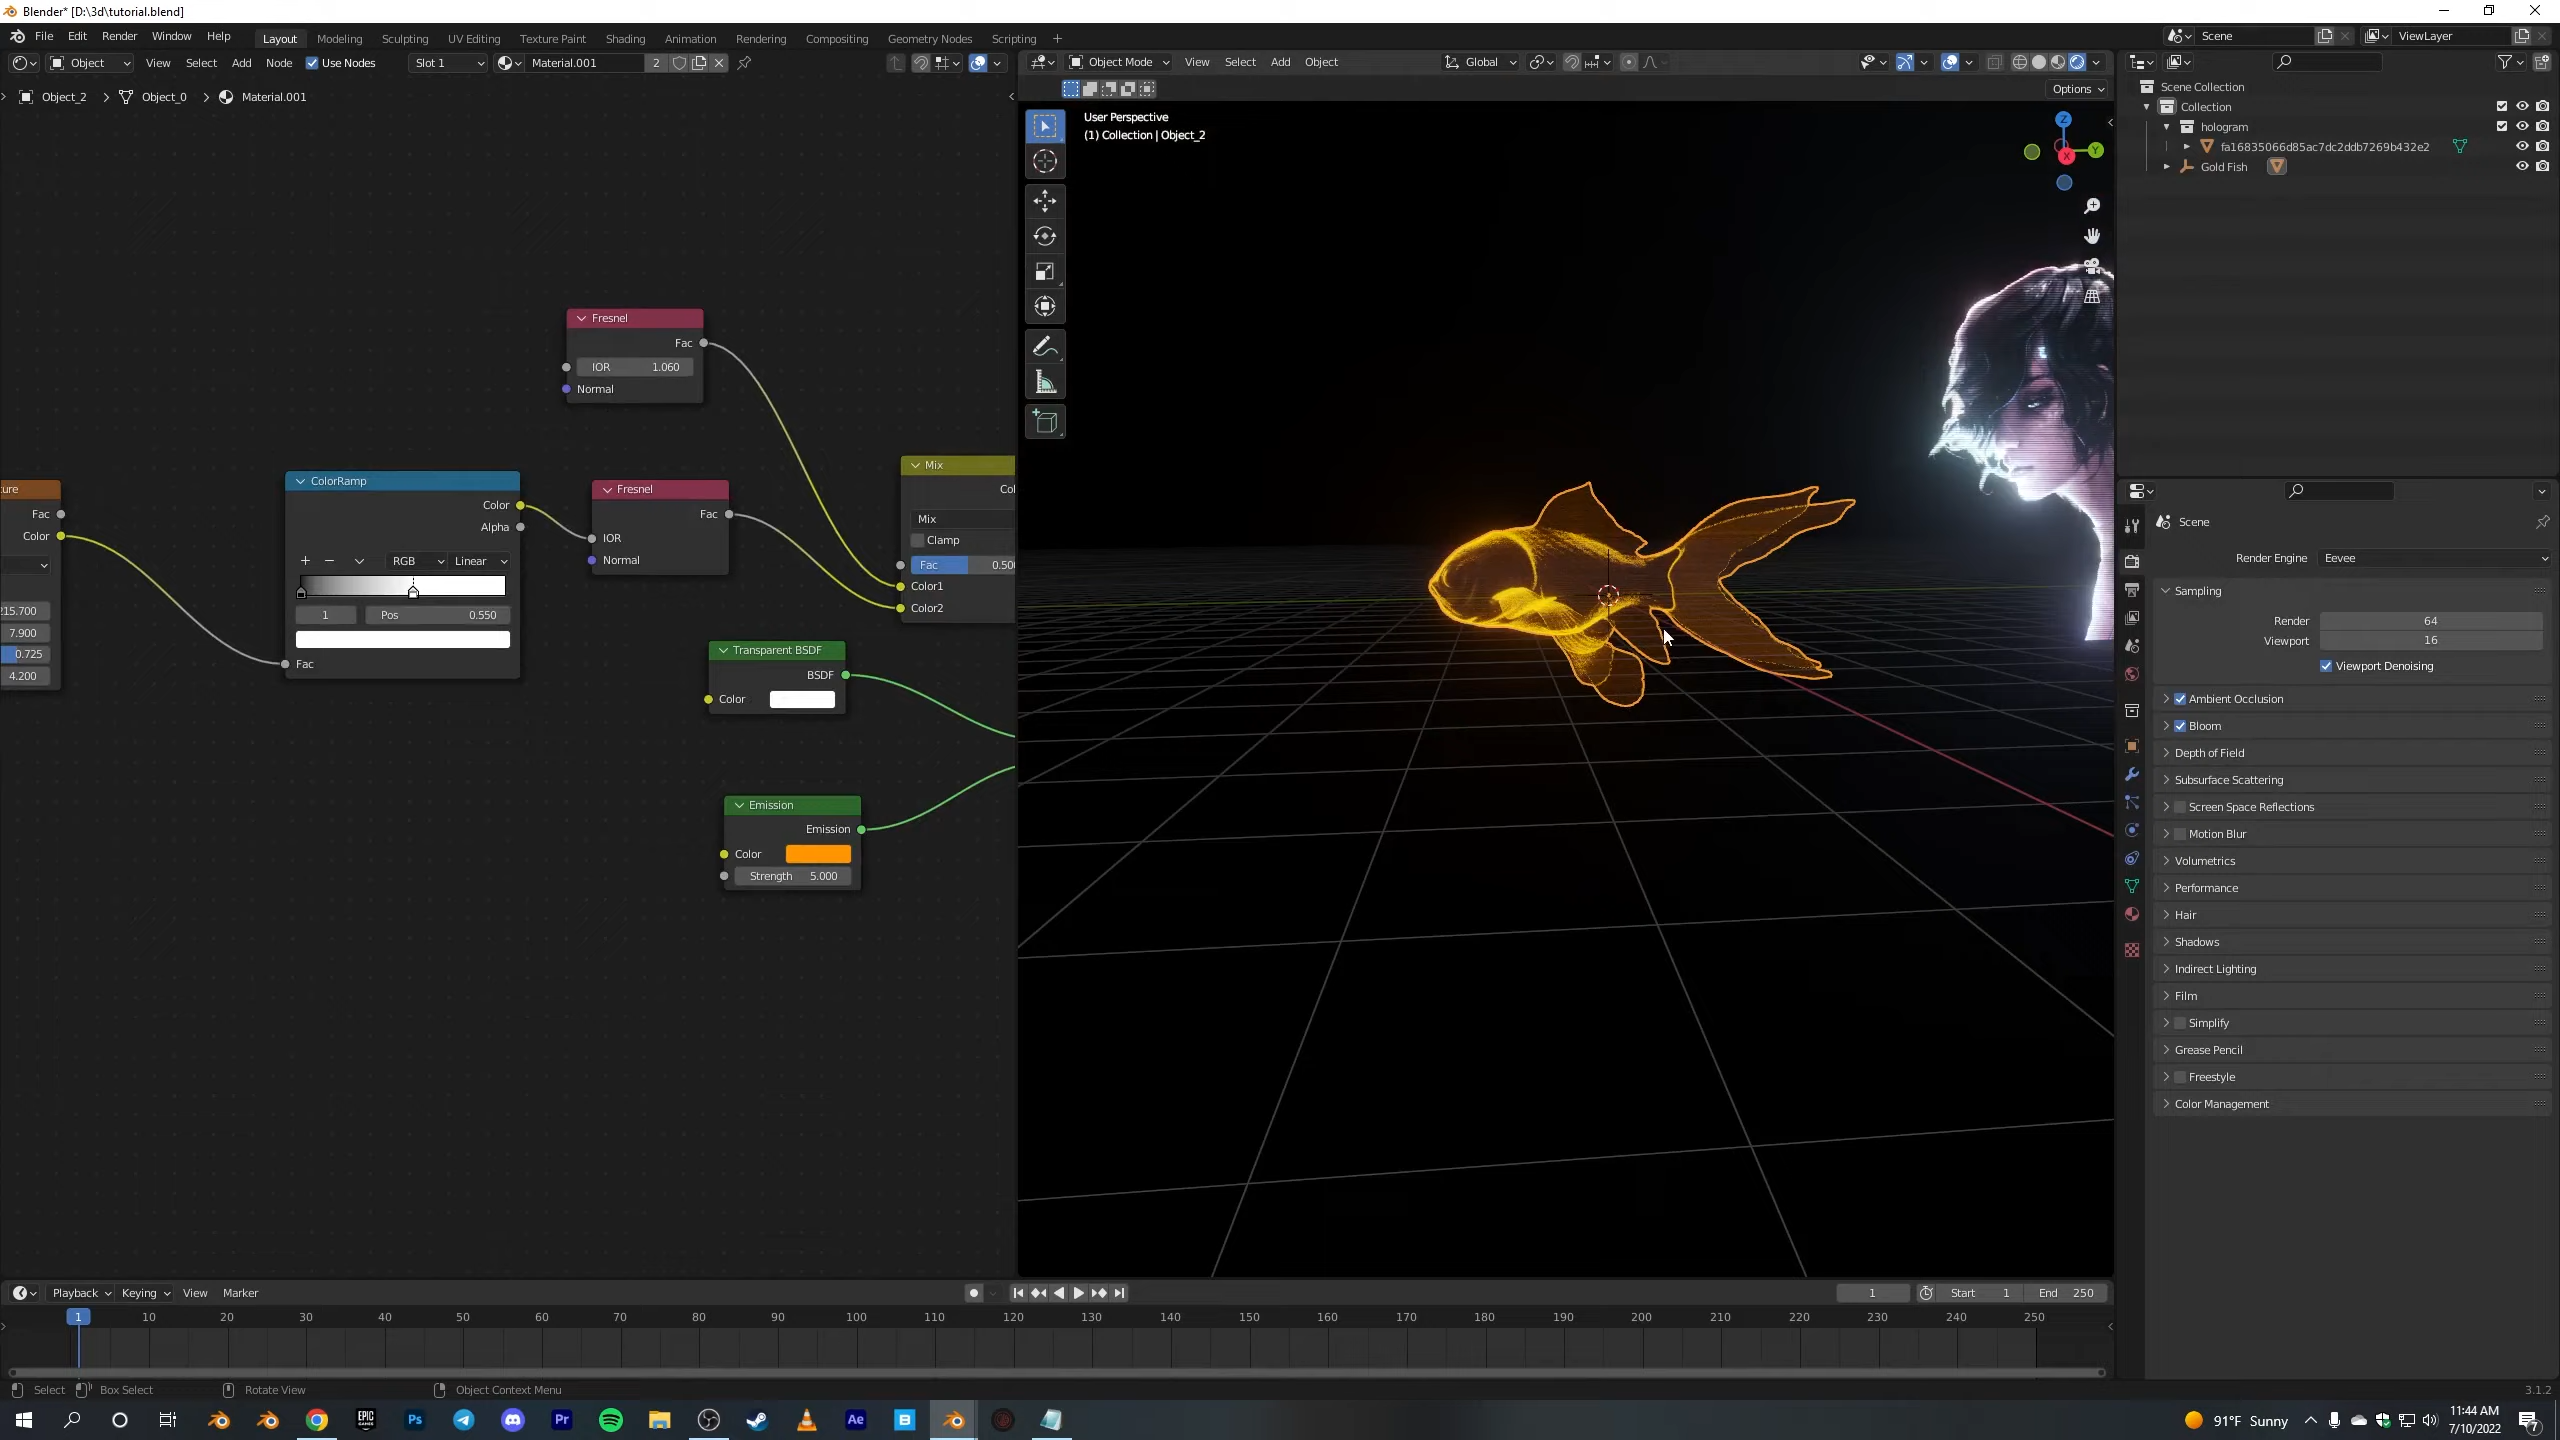 Blender* [D:\3d\tutorial.blend]
File Edit Render Window Help Layout Modeling Sculpting UV Editing Texture Paint Shading Animation Rendering Compositing Geometry Nodes Scripting + Scene ViewLayer
Object View Select Add Node Use Nodes Slot 1 Material.001 2
Object Mode View Select Add Object Global
Options
Object_2 > Object_0 > Material.001
User Perspective
(1) Collection | Object_2
Z
Y
X
Scene Collection
Collection
hologram
fa16835066d85ac7dc2ddb7269b432e2
Gold Fish
Fresnel
Fac
IOR 1.060
Normal
ture
Fac
Color
15.700
7.900
0.725
4.200
ColorRamp
Color
Alpha
RGB Linear
1 Pos 0.550
Fac
Fresnel
Fac
IOR
Normal
Mix
Col
Mix
Clamp
Fac 0.500
Color1
Color2
Transparent BSDF
BSDF
Color
Emission
Emission
Color
Strength 5.000
Scene
Render Engine Eevee
Sampling
Render 64
Viewport 16
Viewport Denoising
Ambient Occlusion
Bloom
Depth of Field
Subsurface Scattering
Screen Space Reflections
Motion Blur
Volumetrics
Performance
Hair
Shadows
Indirect Lighting
Film
Simplify
Grease Pencil
Freestyle
Color Management
Playback Keying View Marker 1 Start 1 End 250
1 10 20 30 40 50 60 70 80 90 100 110 120 130 140 150 160 170 180 190 200 210 220 230 240 250
Select Box Select Rotate View Object Context Menu 3.1.2
EPIC GAMES Ps Pr Ae B 91°F Sunny 11:44 AM
7/10/2022 7